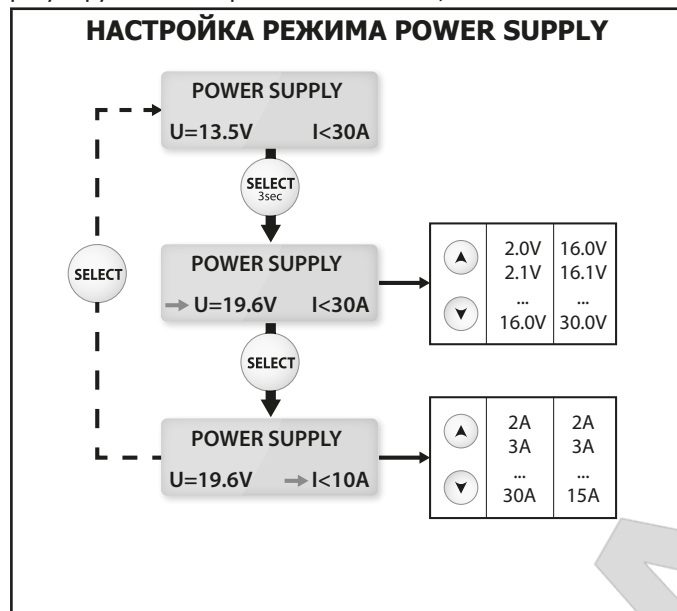 НАСТРОЙКА РЕЖИМА POWER SUPPLY
POWER SUPPLY
U=13.5V I<30A
SELECT
3sec
SELECT
POWER SUPPLY
U=19.6V I<30A
2.0V 16.0V
2.1V 16.1V
... ...
16.0V 30.0V
SELECT
POWER SUPPLY
U=19.6V I<10A
2A 2A
3A 3A
... ...
30A 15A